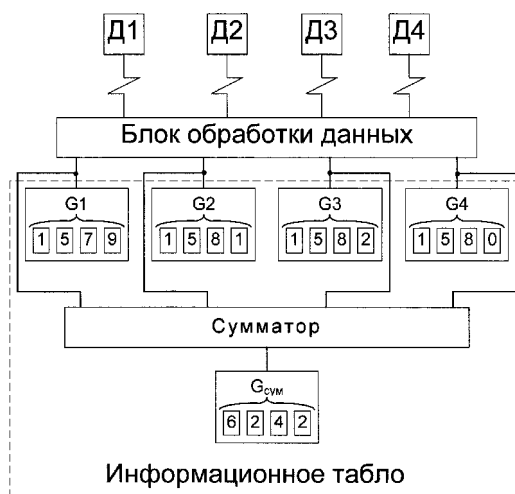 Д1 Д2 Д3 Д4
Блок обработки данных
G1 G2 G3 G4
1 5 7 9 1 5 8 1 1 5 8 2 1 5 8 0
Сумматор
Gсум
6 2 4 2
Информационное табло